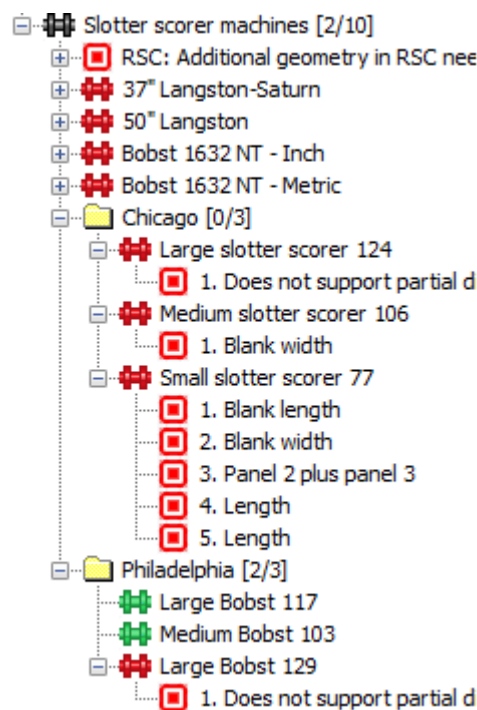 Slotter scorer machines [2/10]
RSC: Additional geometry in RSC nee
37" Langston-Saturn
50" Langston
Bobst 1632 NT - Inch
Bobst 1632 NT - Metric
Chicago [0/3]
Large slotter scorer 124
1. Does not support partial d
Medium slotter scorer 106
1. Blank width
Small slotter scorer 77
1. Blank length
2. Blank width
3. Panel 2 plus panel 3
4. Length
5. Length
Philadelphia [2/3]
Large Bobst 117
Medium Bobst 103
Large Bobst 129
1. Does not support partial d